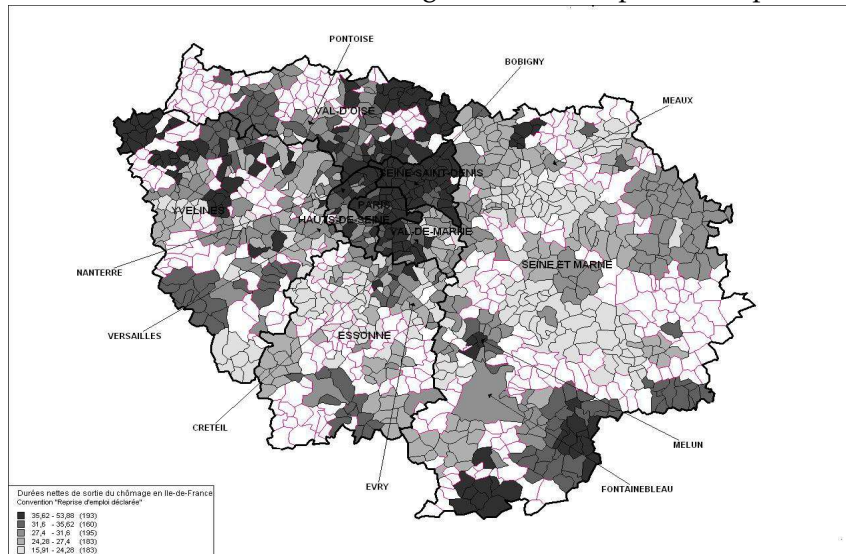 PONTOISE
BOBIGNY
MEAUX
VAL-D'OISE
SEINE-SAINT-DENIS
PARIS
YVELINES
HAUTS-DE-SEINE
VAL-DE-MARNE
SEINE ET MARNE
NANTERRE
VERSAILLES
ESSONNE
CRETEIL
MELUN
EVRY
FONTAINEBLEAU
Durées nettes de sortie du chômage en Ile-de-France
Convention "Reprise d'emploi déclarée"
35,62 - 53,88 (193)
31,6 - 35,62 (160)
27,4 - 31,6 (195)
24,28 - 27,4 (183)
15,91 - 24,28 (183)